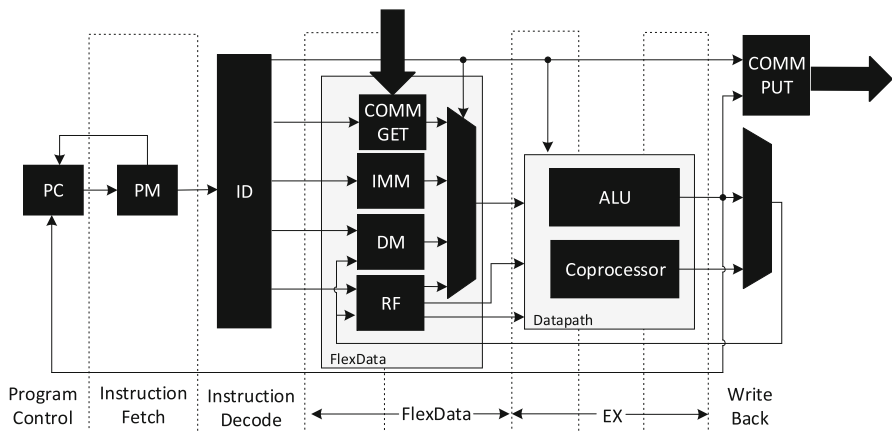 COMM
GET
COMM
PUT
PC
PM
ID
IMM
DM
RF
ALU
Coprocessor
Datapath
FlexData
Program
Control
Instruction
Fetch
Instruction
Decode
FlexData
EX
Write
Back